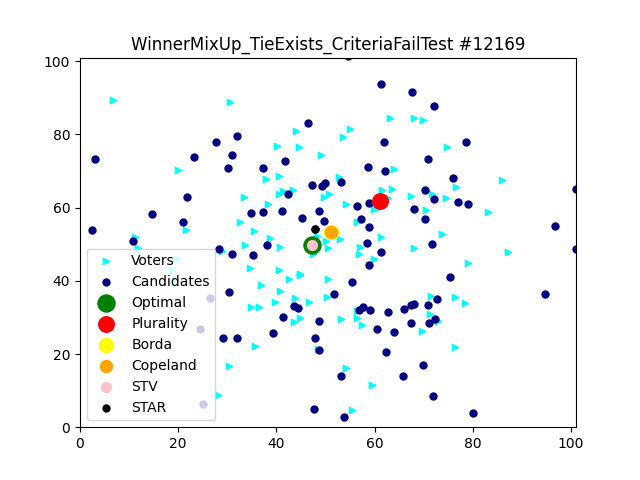 WinnerMixUp_TieExists_CriteriaFailTest #12169
100
80
60
40
20
0
Voters
Candidates
Optimal
Plurality
Borda
Copeland
STV
STAR
0 20 40 60 80 100